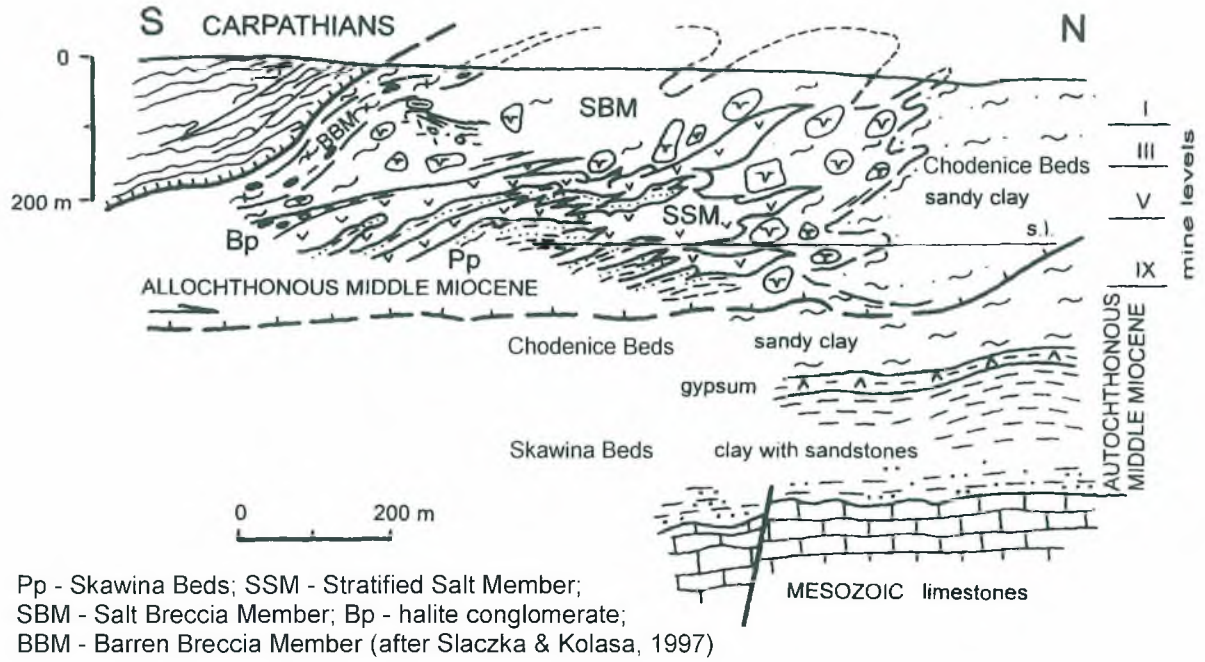 S CARPATHIANS N
0
200 m
BBM
SBM
SSM
Bp
Pp
Chodenice Beds
sandy clay
s.l.
I
III
V
IX
mine levels
ALLOCHTHONOUS MIDDLE MIOCENE
Chodenice Beds
sandy clay
gypsum
Skawina Beds
clay with sandstones
AUTOCHTHONOUS
MIDDLE MIOCENE
0 200 m
MESOZOIC limestones
Pp - Skawina Beds; SSM - Stratified Salt Member;
SBM - Salt Breccia Member; Bp - halite conglomerate;
BBM - Barren Breccia Member (after Slaczka & Kolasa, 1997)